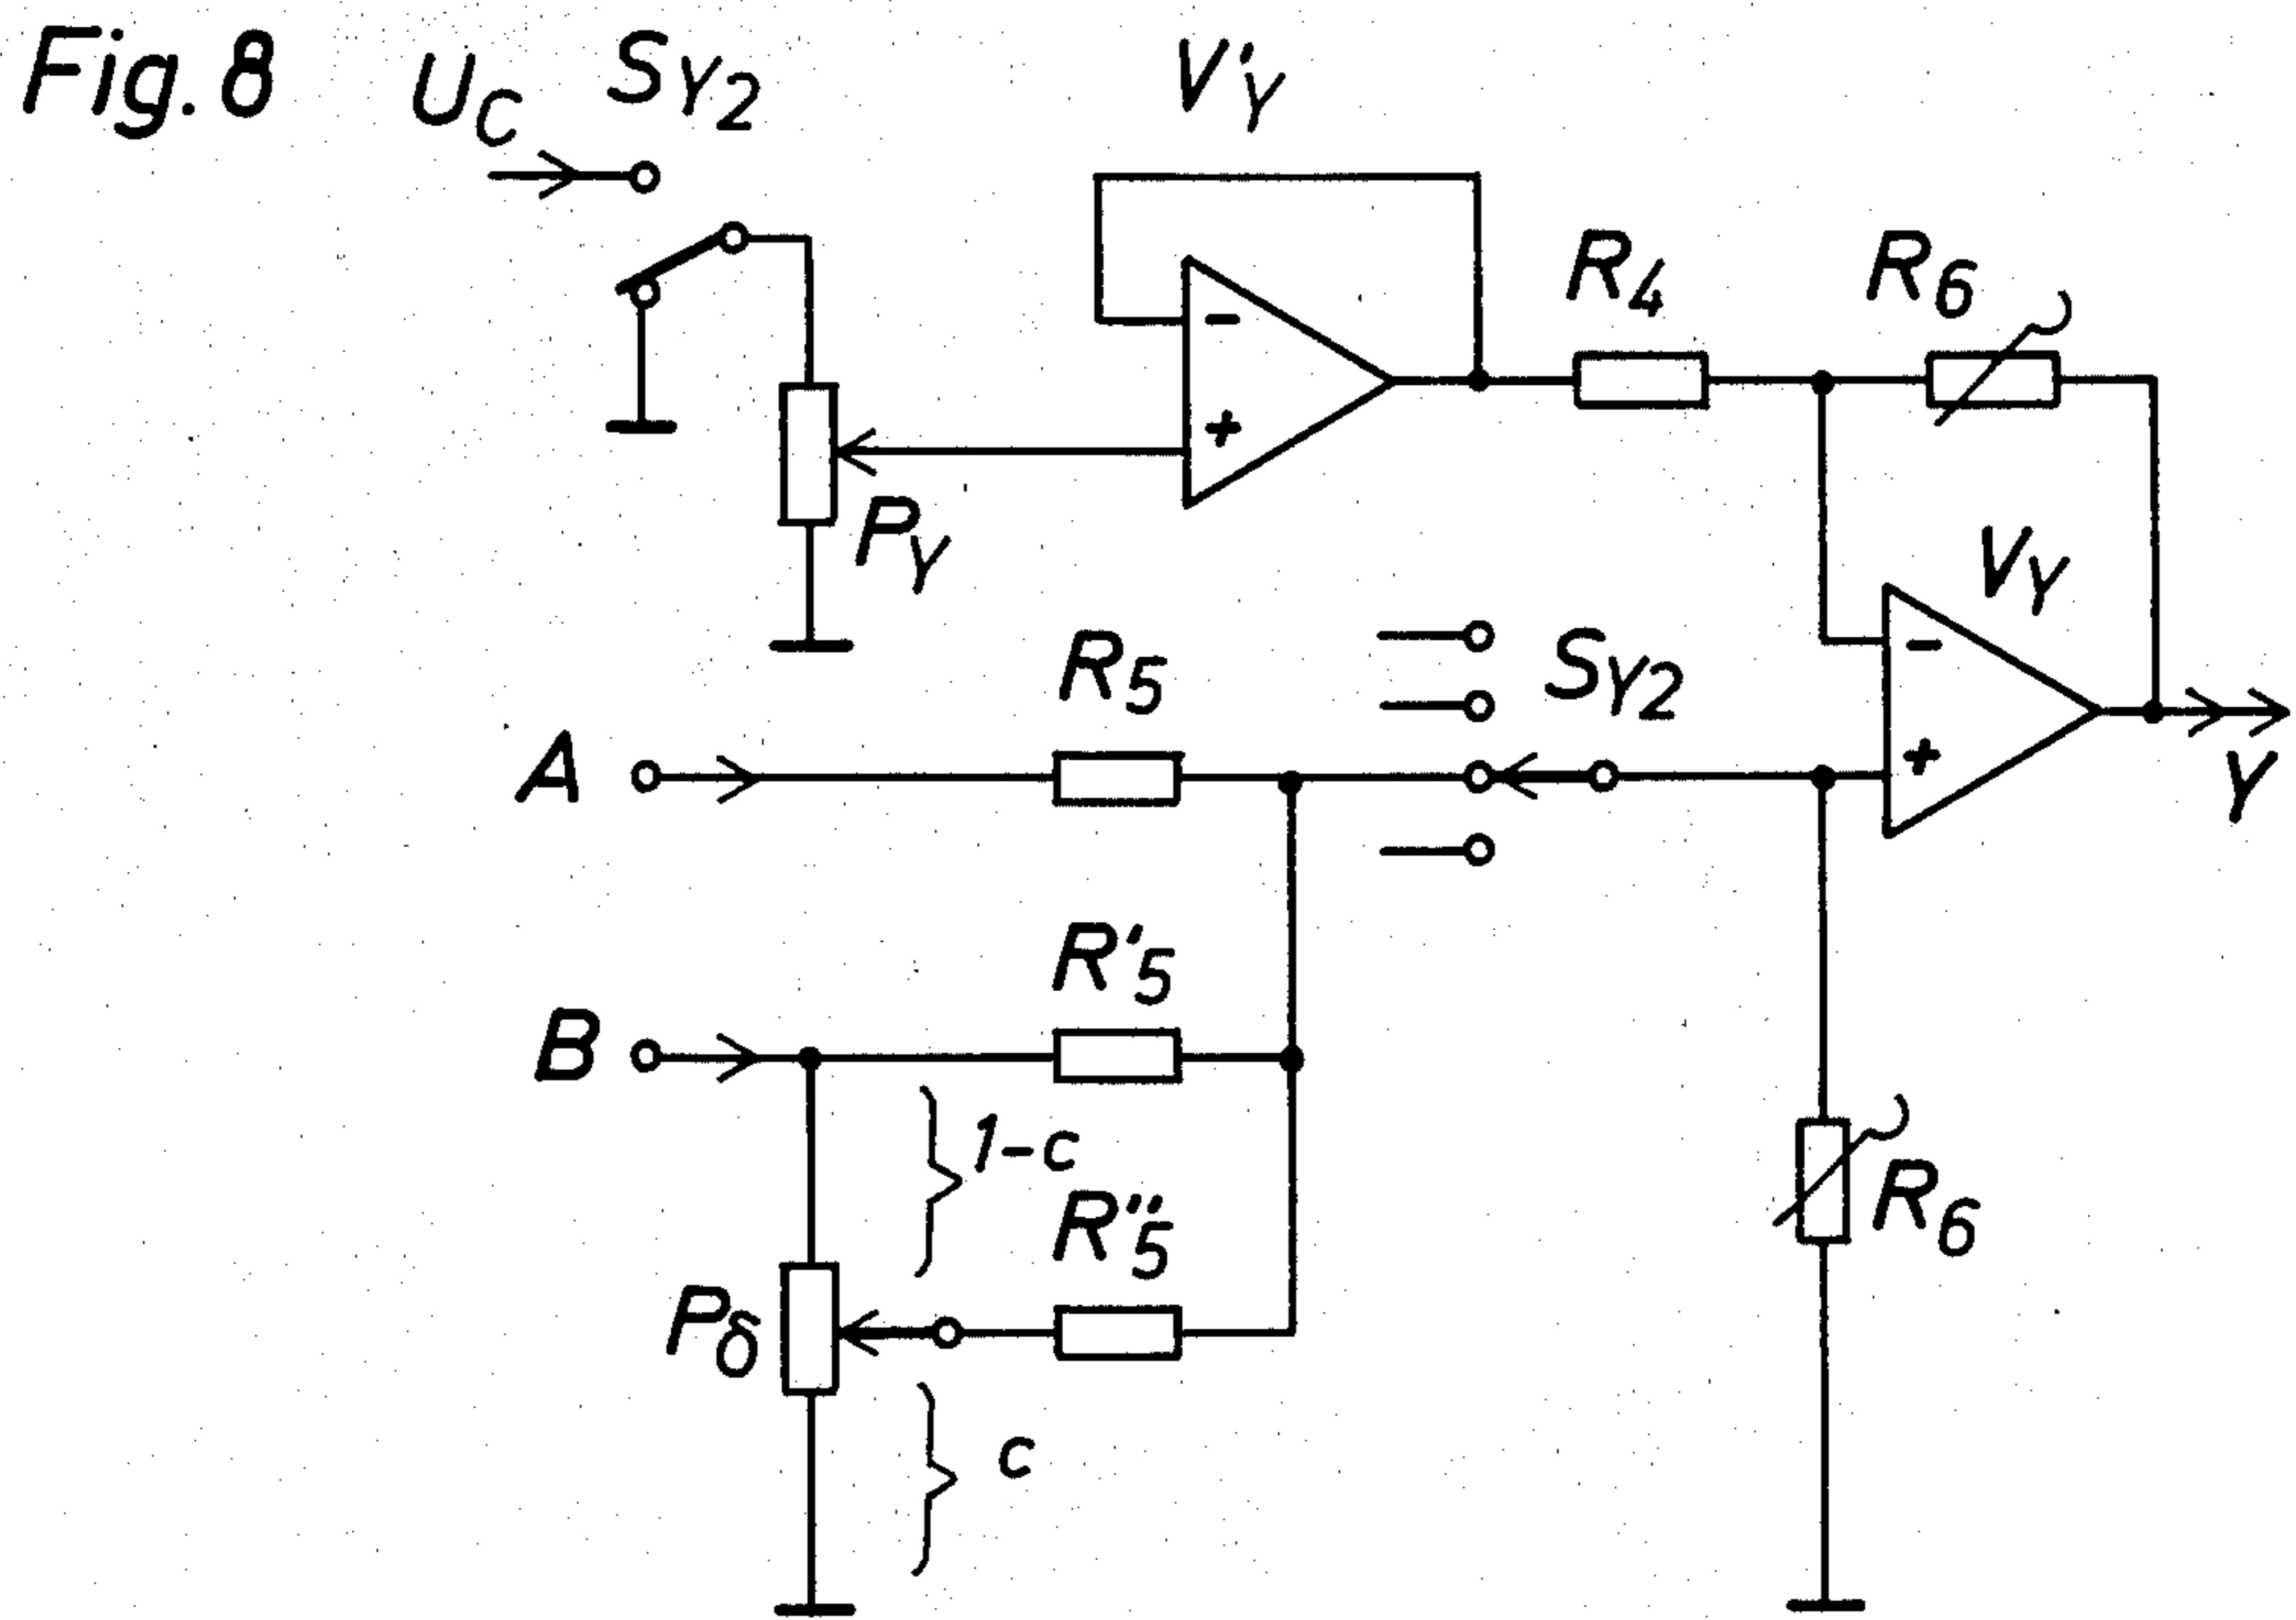 Fig. 8
U_C
S_Y2
V'_Y
-
+
R_4
R_6
P_Y
V_Y
-
+
Y
R_5
S_Y2
A
R'_5
B
1-c
R''_5
P_δ
c
R_6